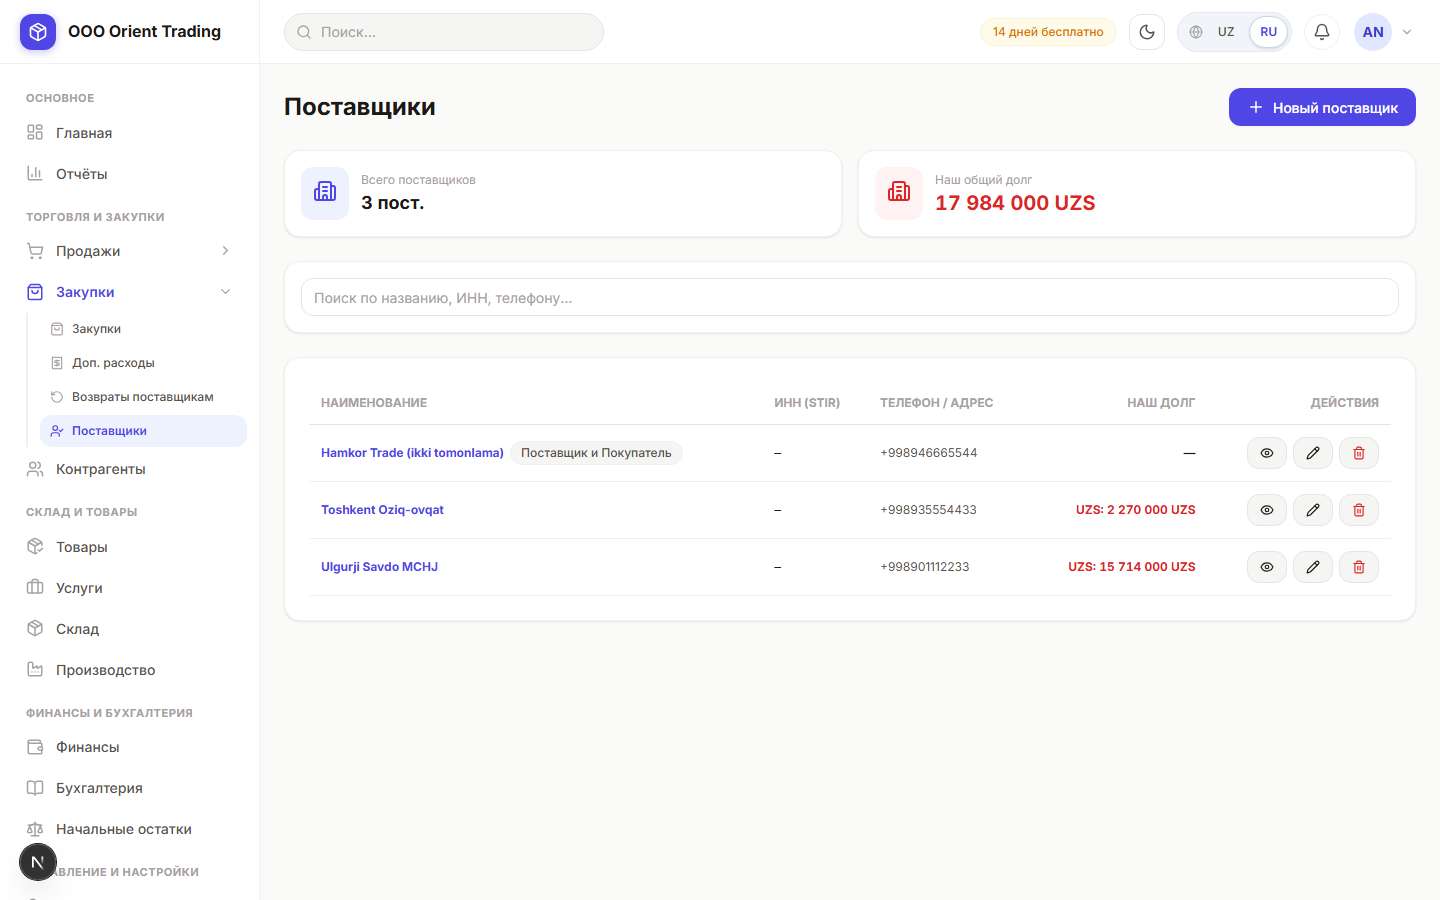 ООО Orient Trading
Поиск...
14 дней бесплатно
UZ
RU
AN
ОСНОВНОЕ
Главная
Отчёты
ТОРГОВЛЯ И ЗАКУПКИ
Продажи
Закупки
Закупки
Доп. расходы
Возвраты поставщикам
Поставщики
Контрагенты
СКЛАД И ТОВАРЫ
Товары
Услуги
Склад
Производство
ФИНАНСЫ И БУХГАЛТЕРИЯ
Финансы
Бухгалтерия
Начальные остатки
N
АВЛЕНИЕ И НАСТРОЙКИ
Поставщики
Новый поставщик
Всего поставщиков
3 пост.
Наш общий долг
17 984 000 UZS
Поиск по названию, ИНН, телефону...
НАИМЕНОВАНИЕ ИНН (STIR) ТЕЛЕФОН / АДРЕС НАШ ДОЛГ ДЕЙСТВИЯ
Hamkor Trade (ikki tomonlama) Поставщик и Покупатель – +998946665544 —
Toshkent Oziq-ovqat – +998935554433 UZS: 2 270 000 UZS
Ulgurji Savdo MCHJ – +998901112233 UZS: 15 714 000 UZS